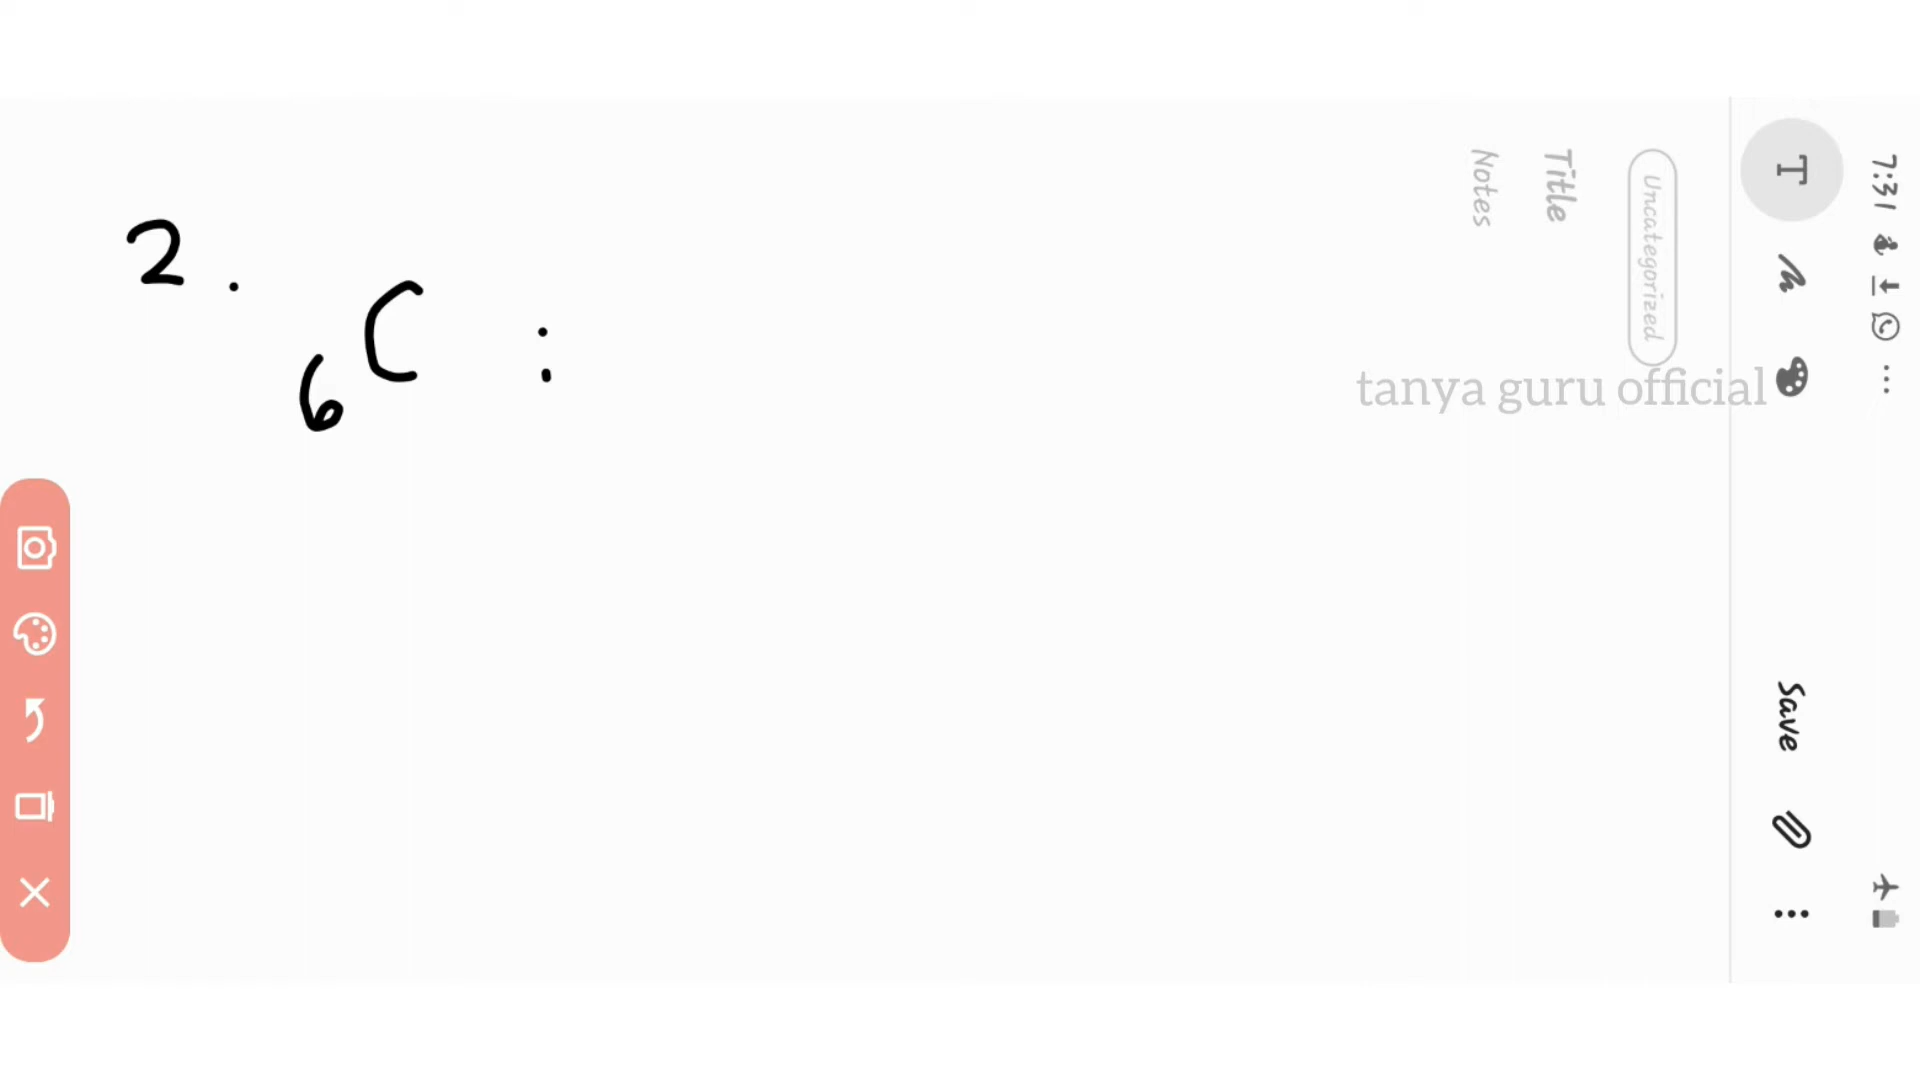 2. ₆C :
tanya guru official
7:31
T
Save
Uncategorized
Title
Notes